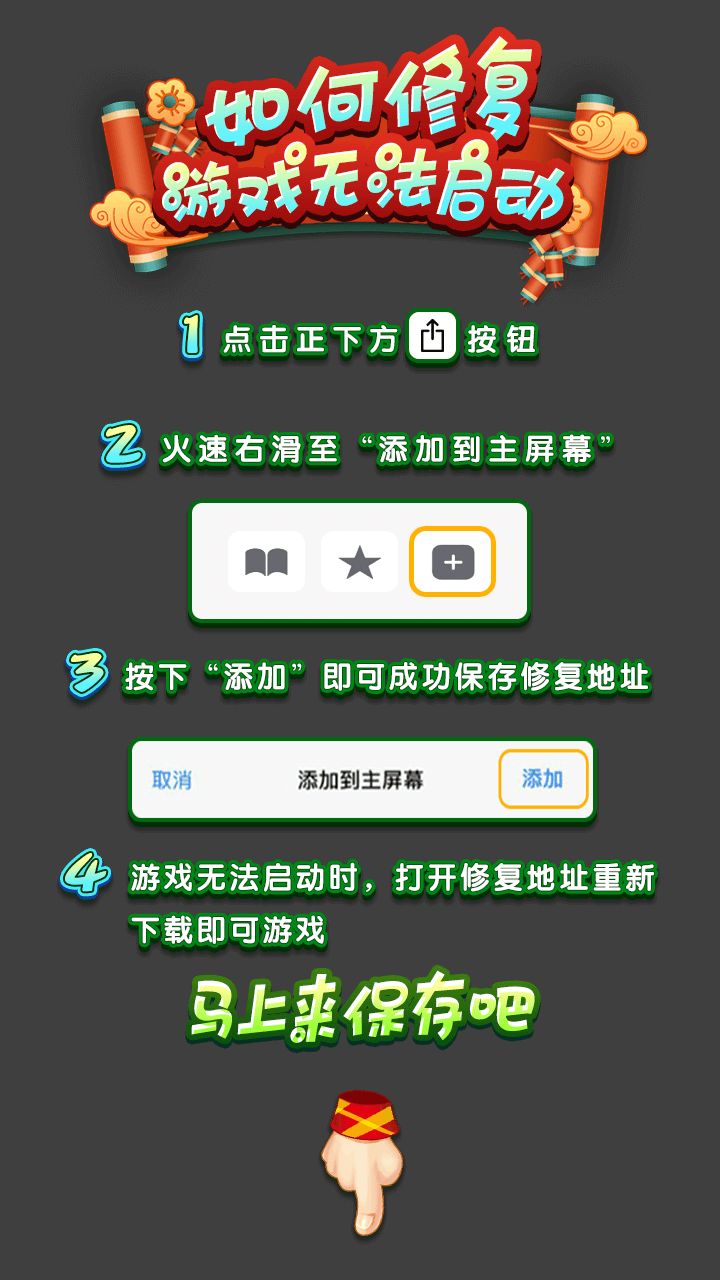 如何修复
游戏无法启动
1 点击正下方 按钮
2 火速右滑至“添加到主屏幕”
3 按下“添加”即可成功保存修复地址
取消 添加到主屏幕 添加
4 游戏无法启动时，打开修复地址重新
下载即可游戏
马上来保存吧